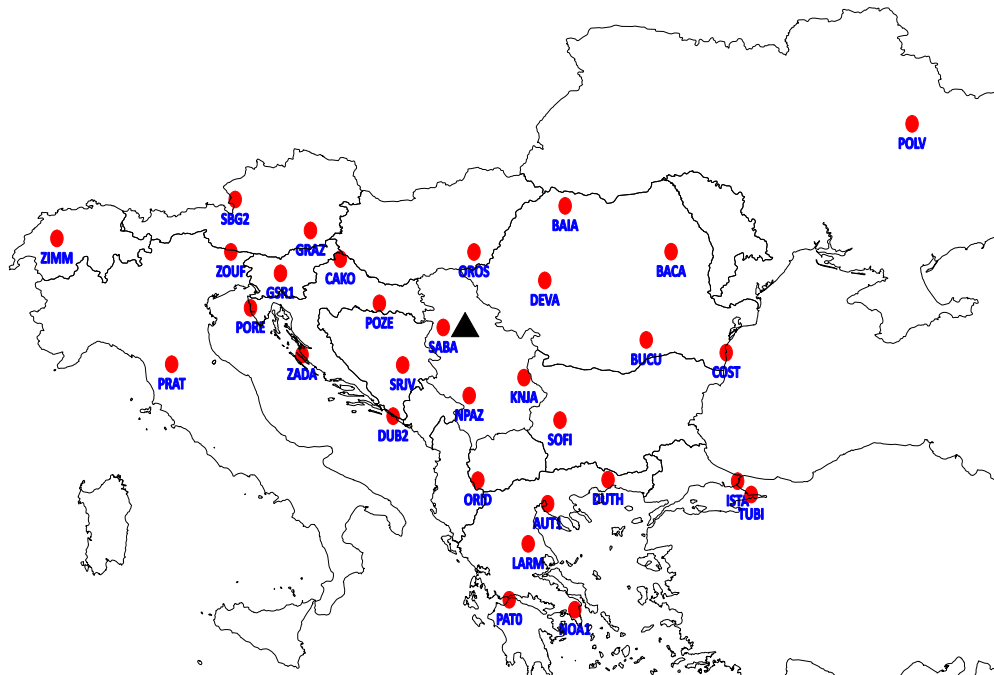 POLV
SBG2
BAIA
GRAZ
ZIMM
ZOUF
CAKO
OROS
BACA
GSR1
DEVA
PORE
POZE
SABA
BUCU
COST
ZADA
PRAT
SRJV
KNJA
NPAZ
DUB2
SOFI
ORID
DUTH
ISTA
TUBI
AUT1
LARM
PAT0
NOA1